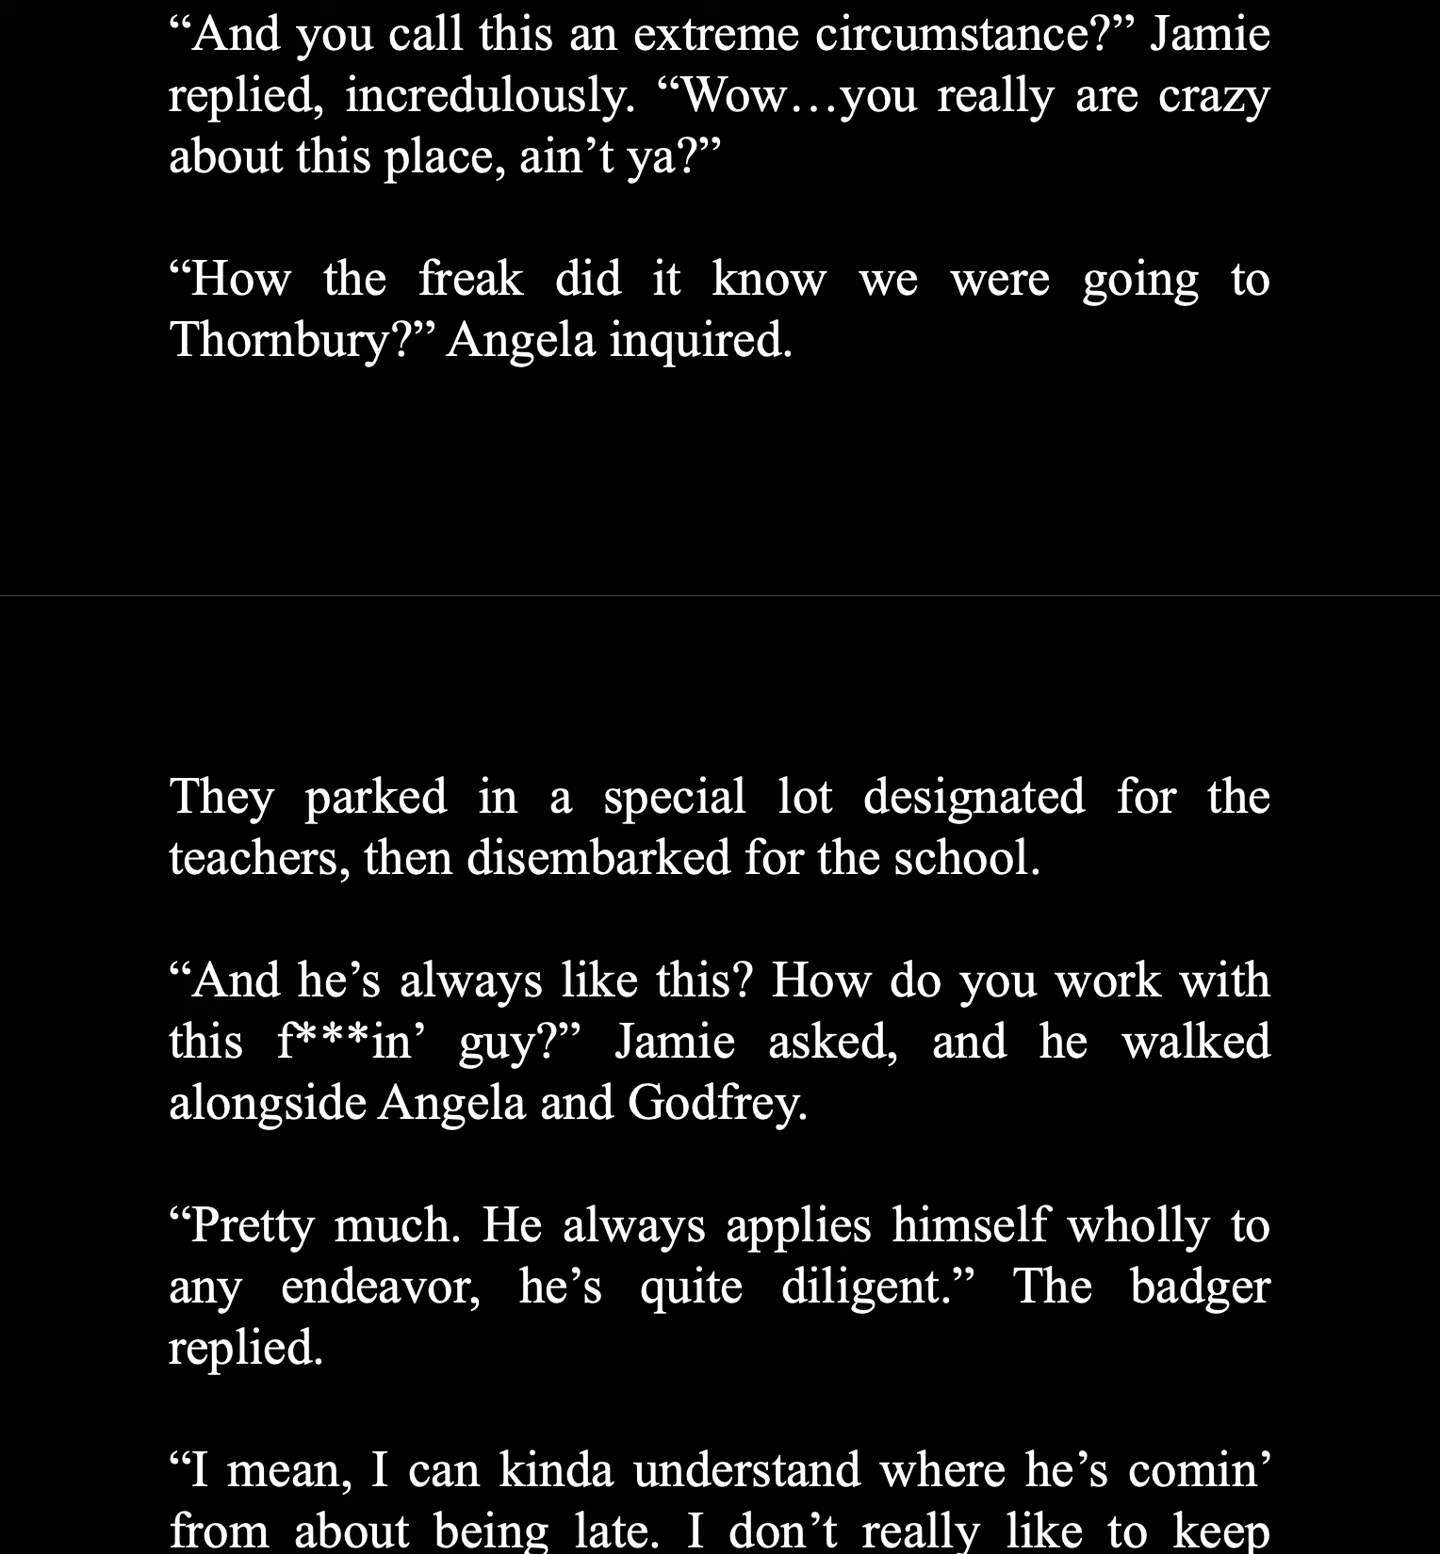 “And you call this an extreme circumstance?” Jamie
replied, incredulously. “Wow…you really are crazy
about this place, ain’t ya?”
“How the freak did it know we were going to
Thornbury?” Angela inquired.
They parked in a special lot designated for the
teachers, then disembarked for the school.
“And he’s always like this? How do you work with
this f***in’ guy?” Jamie asked, and he walked
alongside Angela and Godfrey.
“Pretty much. He always applies himself wholly to
any endeavor, he’s quite diligent.” The badger
replied.
“I mean, I can kinda understand where he’s comin’
from about being late. I don’t really like to keep